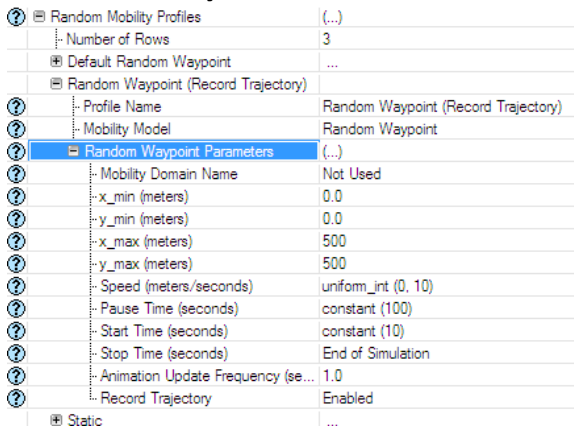 Random Mobility Profiles (...)
Number of Rows 3
Default Random Waypoint ...
Random Waypoint (Record Trajectory)
Profile Name Random Waypoint (Record Trajectory)
Mobility Model Random Waypoint
Random Waypoint Parameters (...)
Mobility Domain Name Not Used
x_min (meters) 0.0
y_min (meters) 0.0
x_max (meters) 500
y_max (meters) 500
Speed (meters/seconds) uniform_int (0, 10)
Pause Time (seconds) constant (100)
Start Time (seconds) constant (10)
Stop Time (seconds) End of Simulation
Animation Update Frequency (se... 1.0
Record Trajectory Enabled
Static ...